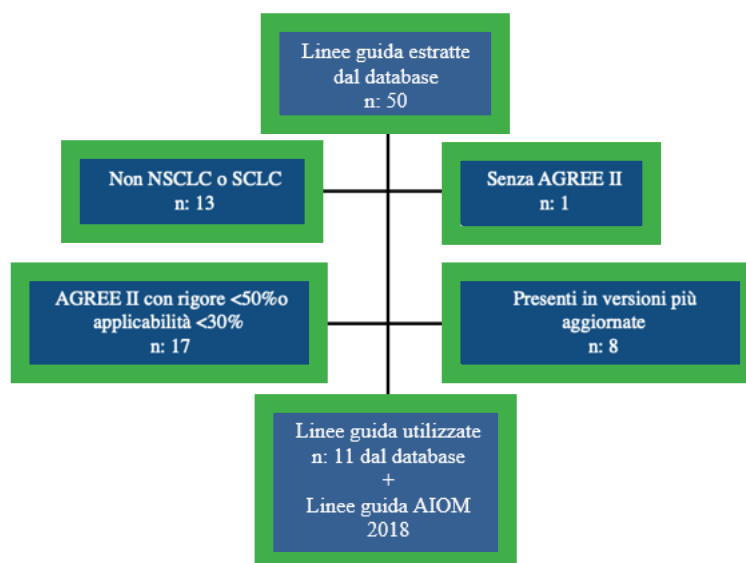 Linee guida estratte
dal database
n: 50
Non NSCLC o SCLC
n: 13
Senza AGREE II
n: 1
AGREE II con rigore <50%o
applicabilità <30%
n: 17
Presenti in versioni più
aggiornate
n: 8
Linee guida utilizzate
n: 11 dal database
+
Linee guida AIOM
2018